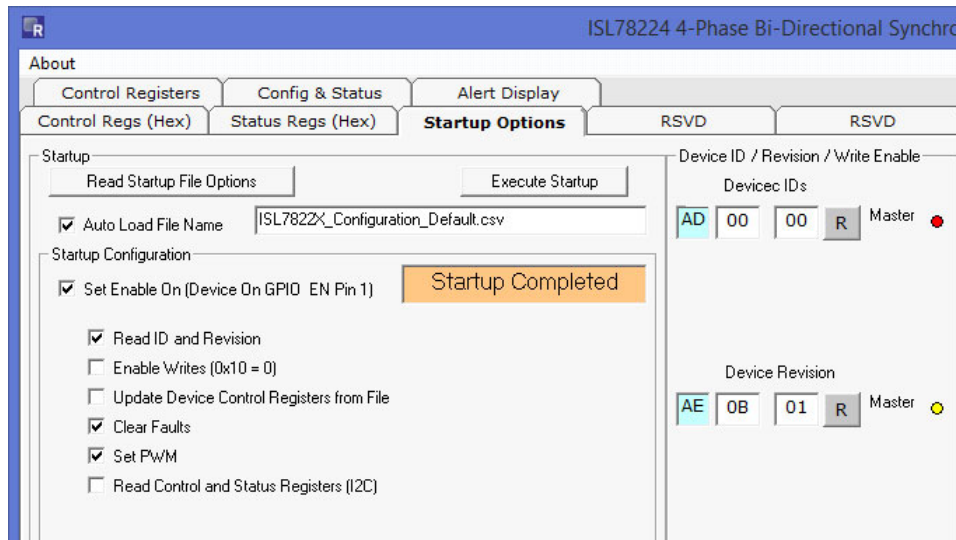 R
ISL78224 4-Phase Bi-Directional Synchro
About
Control Registers Config & Status Alert Display
Control Regs (Hex) Status Regs (Hex) Startup Options RSVD RSVD
Startup
Read Startup File Options Execute Startup
Auto Load File Name ISL7822X_Configuration_Default.csv
Startup Configuration
Set Enable On (Device On GPIO EN Pin 1) Startup Completed
Read ID and Revision
Enable Writes (0x10 = 0)
Update Device Control Registers from File
Clear Faults
Set PWM
Read Control and Status Registers (I2C)
Device ID / Revision / Write Enable
Devicec IDs
AD 00 00 R Master
Device Revision
AE 0B 01 R Master